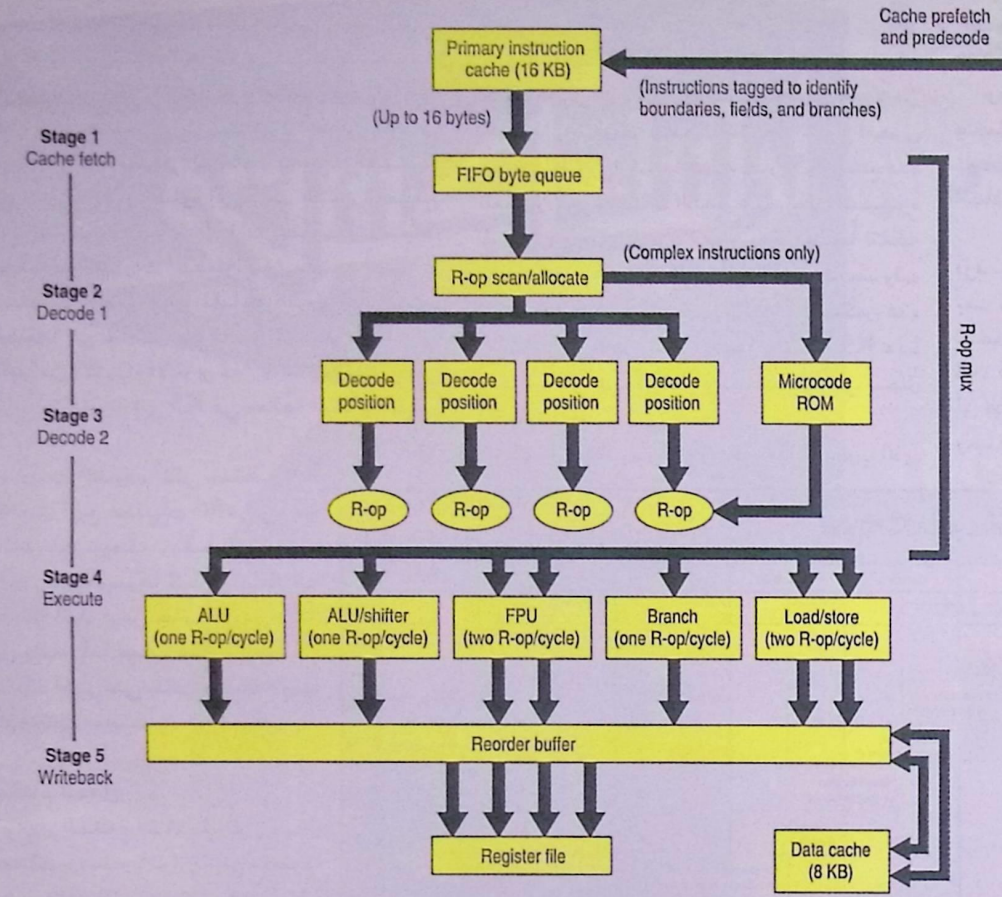 Cache prefetch
and predecode
Primary instruction
cache (16 KB)
(Instructions tagged to identify
boundaries, fields, and branches)
(Up to 16 bytes)
Stage 1
Cache fetch
FIFO byte queue
R-op scan/allocate
(Complex instructions only)
Stage 2
Decode 1
R-op mux
Decode
position
Decode
position
Decode
position
Decode
position
Microcode
ROM
Stage 3
Decode 2
R-op
R-op
R-op
R-op
Stage 4
Execute
ALU
(one R-op/cycle)
ALU/shifter
(one R-op/cycle)
FPU
(two R-op/cycle)
Branch
(one R-op/cycle)
Load/store
(two R-op/cycle)
Reorder buffer
Stage 5
Writeback
Register file
Data cache
(8 KB)